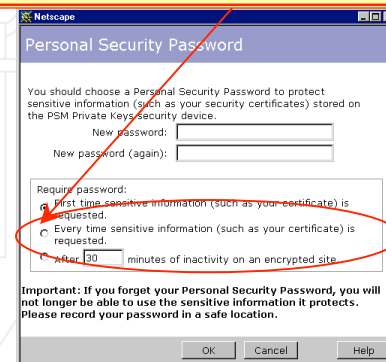 Netscape
Personal Security Password
You should choose a Personal Security Password to protect
sensitive information (such as your security certificates) stored on
the PSM Private Keys security device.
New password:
New password (again):
Require password:
First time sensitive information (such as your certificate) is
requested.
Every time sensitive information (such as your certificate) is
requested.
After 30 minutes of inactivity on an encrypted site
Important: If you forget your Personal Security Password, you will
not longer be able to use the sensitive information it protects.
Please record your password in a safe location.
OK Cancel Help